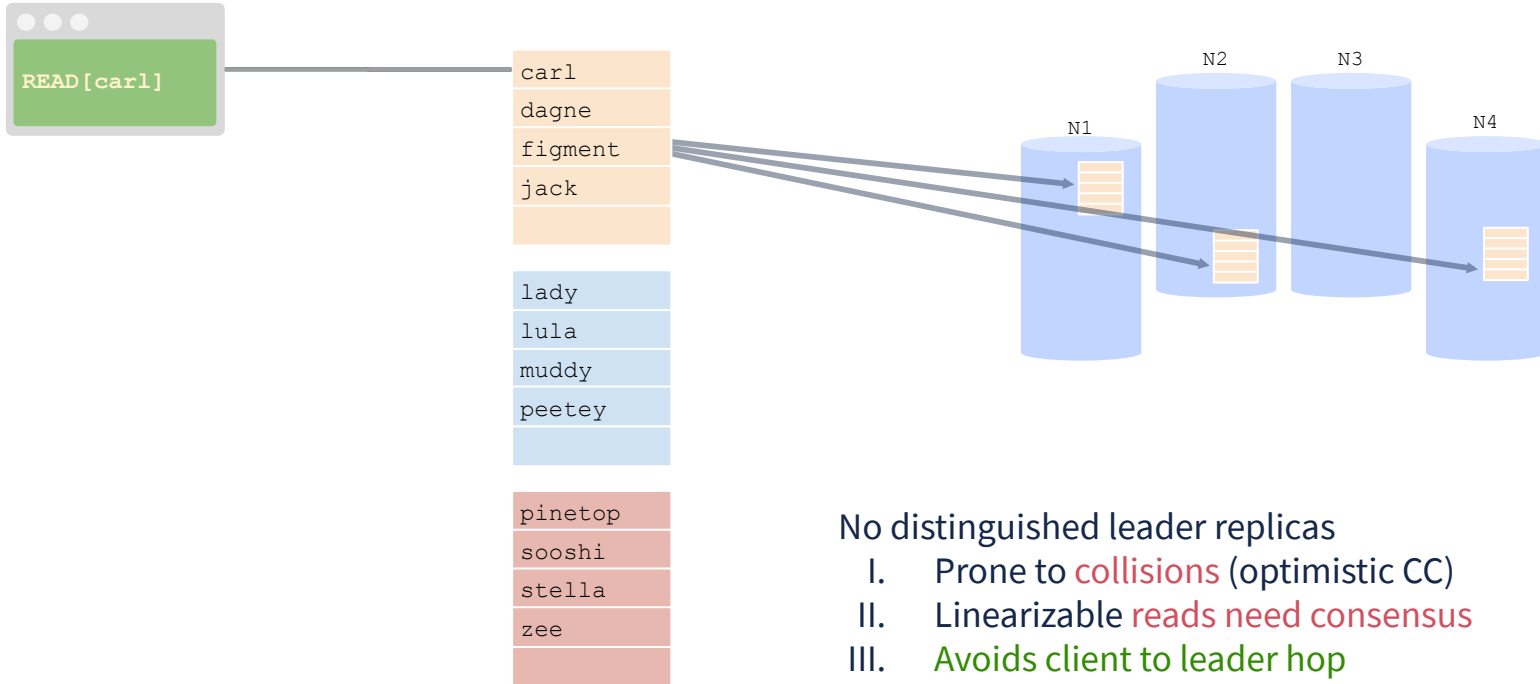 READ[carl]
carl
dagne
figment
jack
lady
lula
muddy
peetey
pinetop
sooshi
stella
zee
N1
N2
N3
N4
No distinguished leader replicas
I. Prone to collisions (optimistic CC)
II. Linearizable reads need consensus
III. Avoids client to leader hop